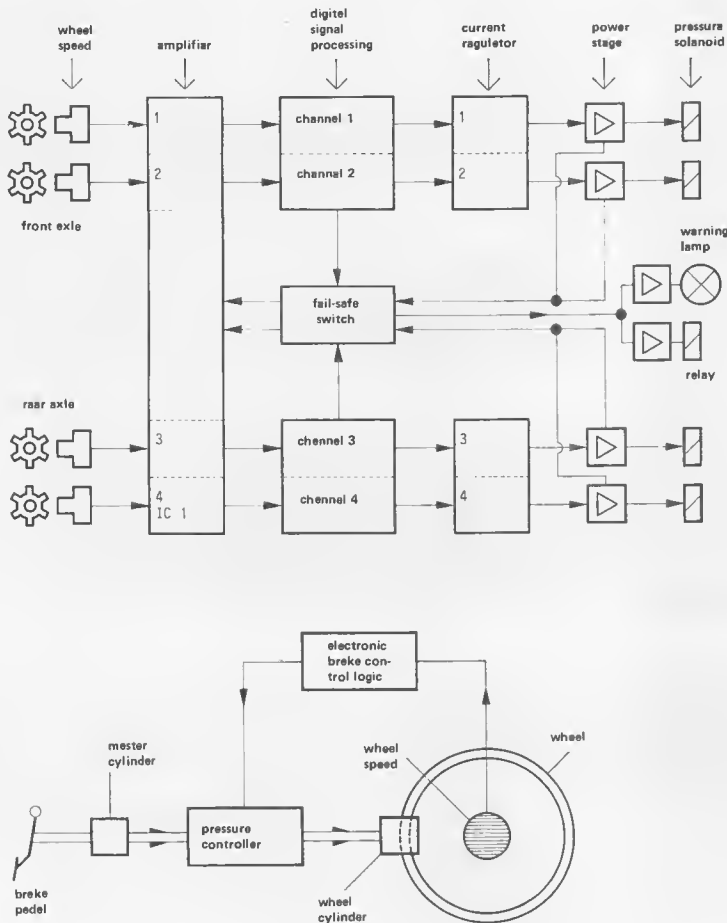 wheel speed
amplifiar
digitel signal processing
current raguletor
power stage
pressura solanoid
1
channel 1
1
2
channel 2
2
front exle
warning lamp
fail-safe switch
relay
raar axle
3
channel 3
3
4
IC 1
channel 4
4
electronic breke con-
trol logic
mester cylinder
wheel speed
wheel
pressure controller
breke pedel
wheel cylinder